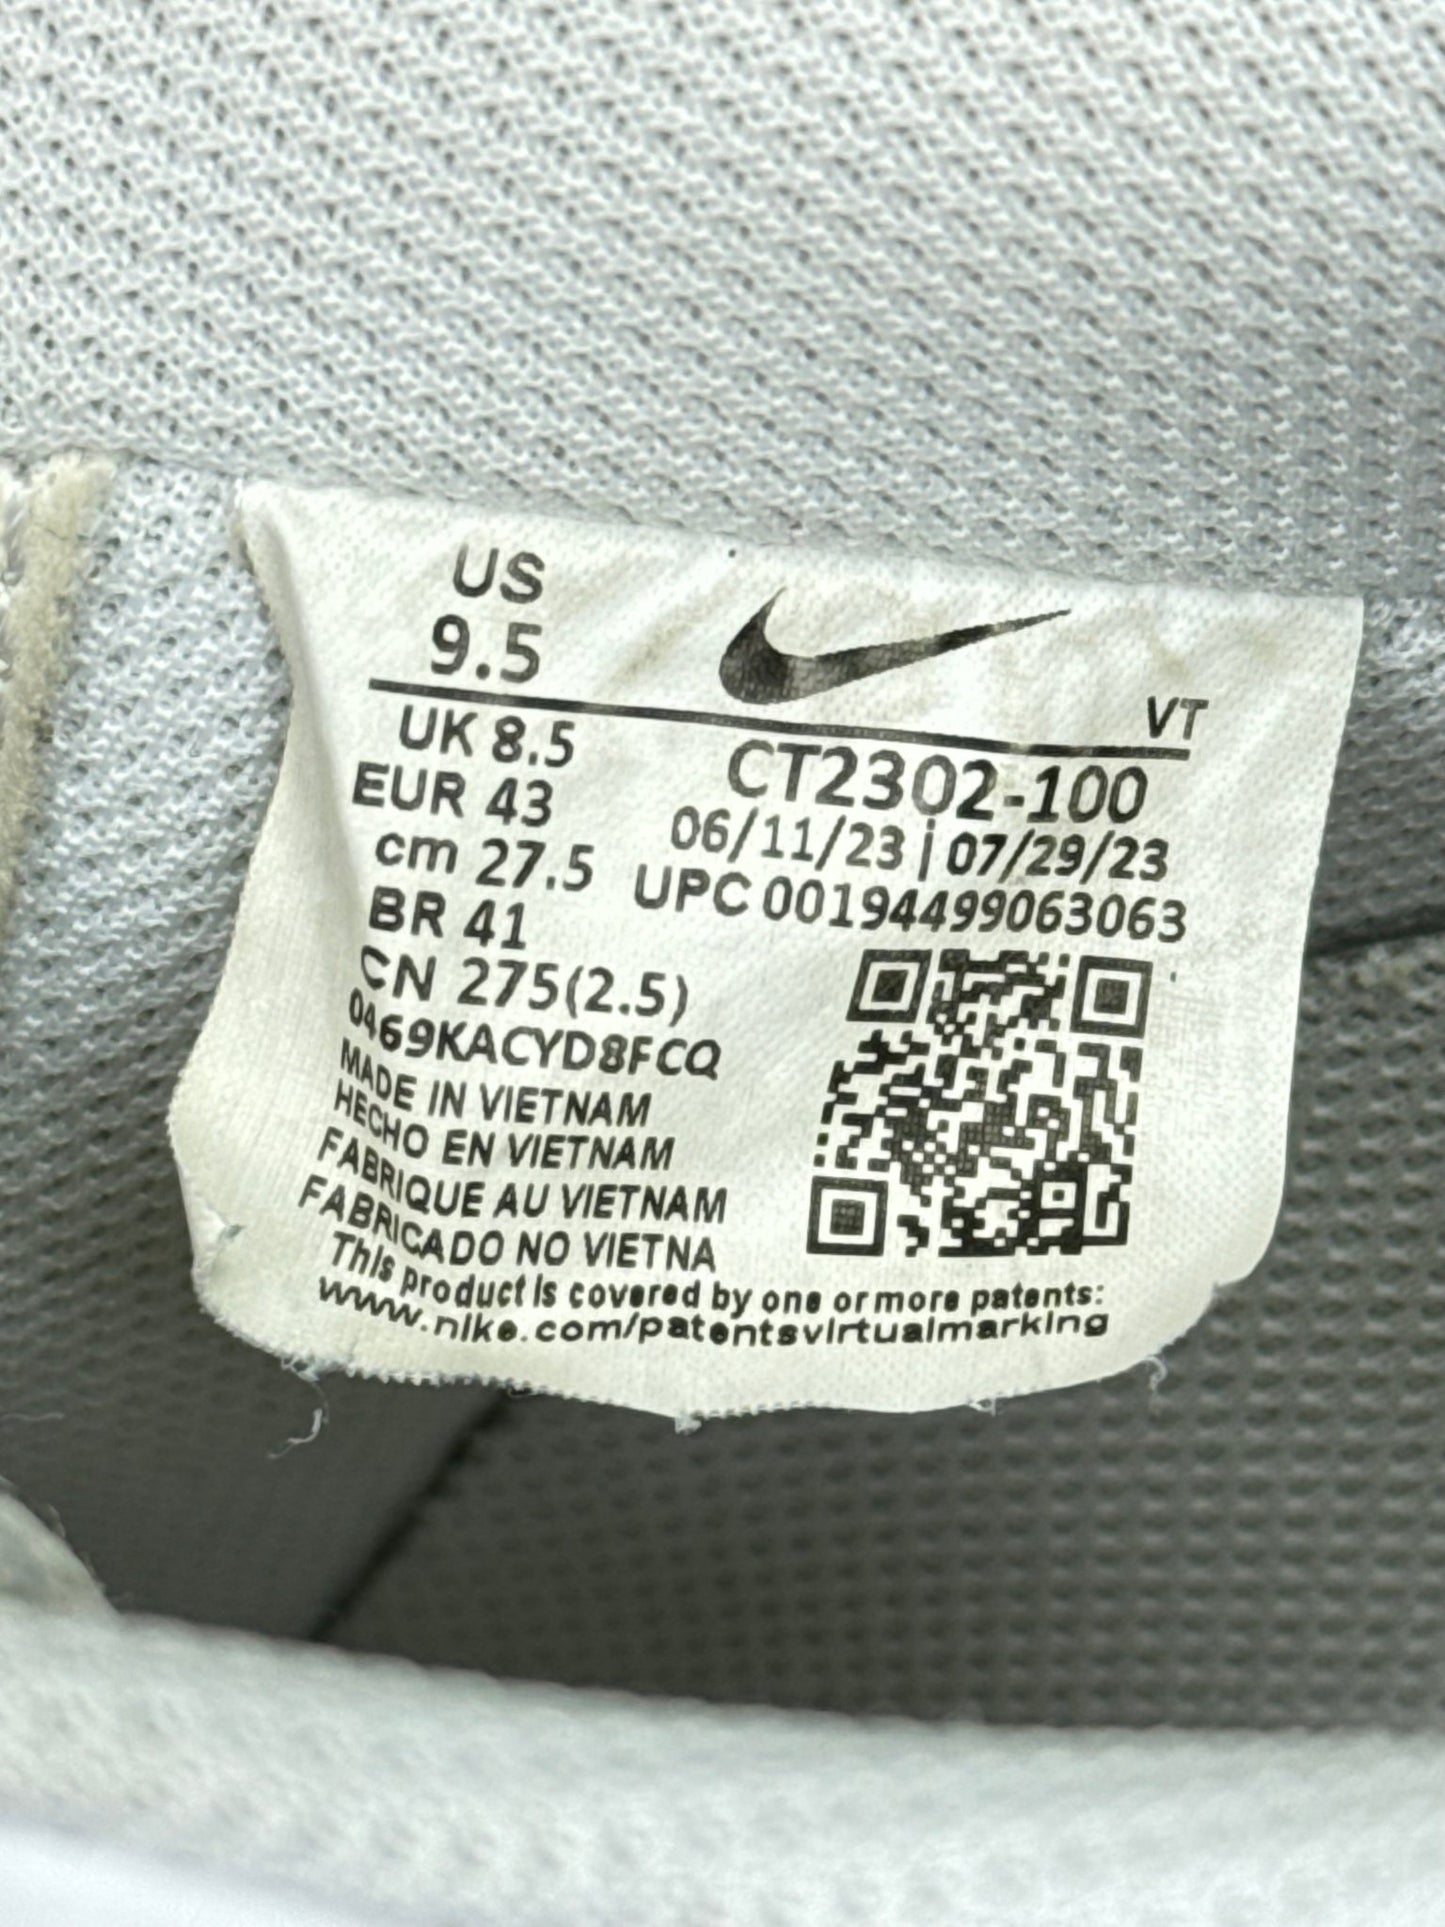 US
9.5
VT
UK 8.5
EUR 43
cm 27.5
BR 41
CN 275(2.5)
CT2302-100
06/11/23 | 07/29/23
UPC 00194499063063
0469KACYD8FCQ
MADE IN VIETNAM
HECHO EN VIETNAM
FABRIQUE AU VIETNAM
FABRICADO NO VIETNA
This product is covered by one or more patents:
www.nike.com/patentsvirtualmarking